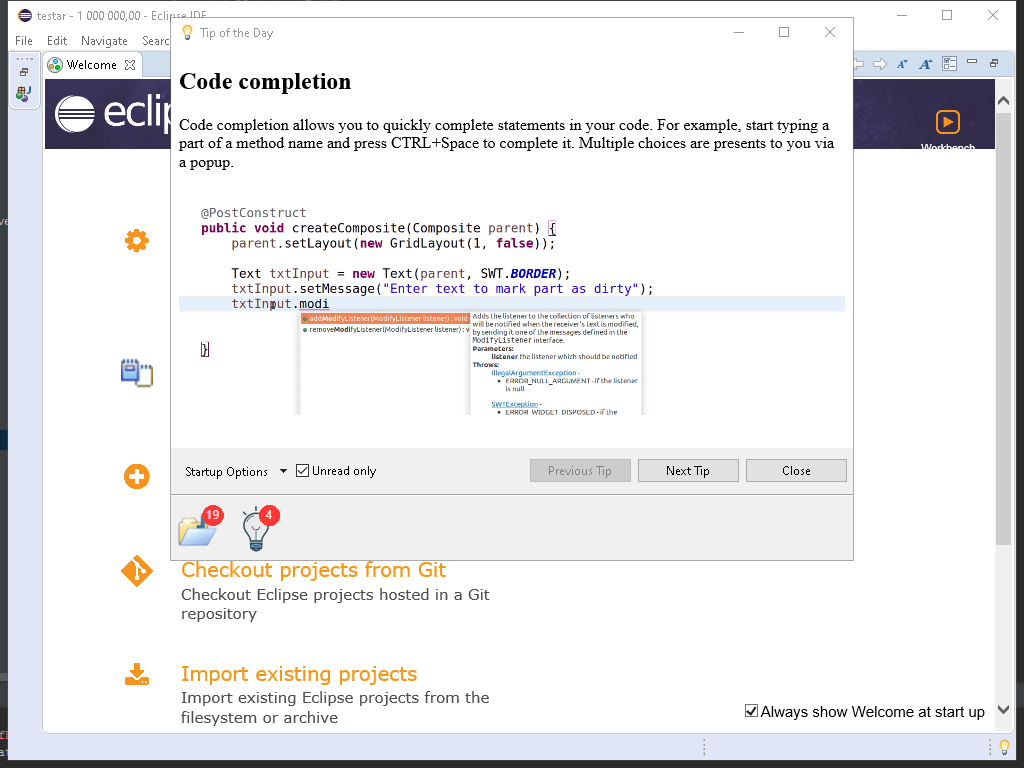 testar - 1 000 000,00 - Eclipse IDE
File Edit Navigate Searc
Tip of the Day
Welcome
eclip
Workbench
Code completion
Code completion allows you to quickly complete statements in your code. For example, start typing a
part of a method name and press CTRL+Space to complete it. Multiple choices are presents to you via
a popup.
@PostConstruct
public void createComposite(Composite parent) {
parent.setLayout(new GridLayout(1, false));
Text txtInput = new Text(parent, SWT.BORDER);
txtInput.setMessage("Enter text to mark part as dirty");
txtInput.modi
}
addModifyListener(ModifyListener listener) : void
removeModifyListener(ModifyListener listener) : v
Adds the listener to the collection of listeners who
will be notified when the receiver's text is modified,
by sending it one of the messages defined in the
ModifyListener interface.
Parameters:
listener the listener which should be notified
Throws:
IllegalArgumentException -
• ERROR_NULL_ARGUMENT - if the listener
is null
SWTException -
• ERROR_WIDGET_DISPOSED - if the
Startup Options Unread only Previous Tip Next Tip Close
19 4
Checkout projects from Git
Checkout Eclipse projects hosted in a Git
repository
Import existing projects
Import existing Eclipse projects from the
filesystem or archive
Always show Welcome at start up